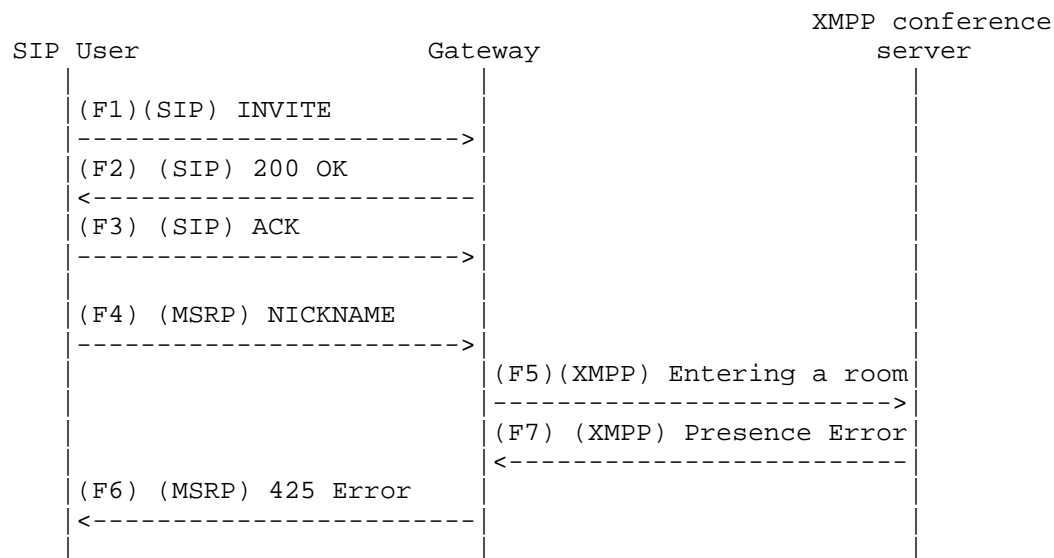 XMPP conference
SIP User Gateway server
(F1)(SIP) INVITE
(F2) (SIP) 200 OK
(F3) (SIP) ACK
(F4) (MSRP) NICKNAME
(F5)(XMPP) Entering a room
(F7) (XMPP) Presence Error
(F6) (MSRP) 425 Error